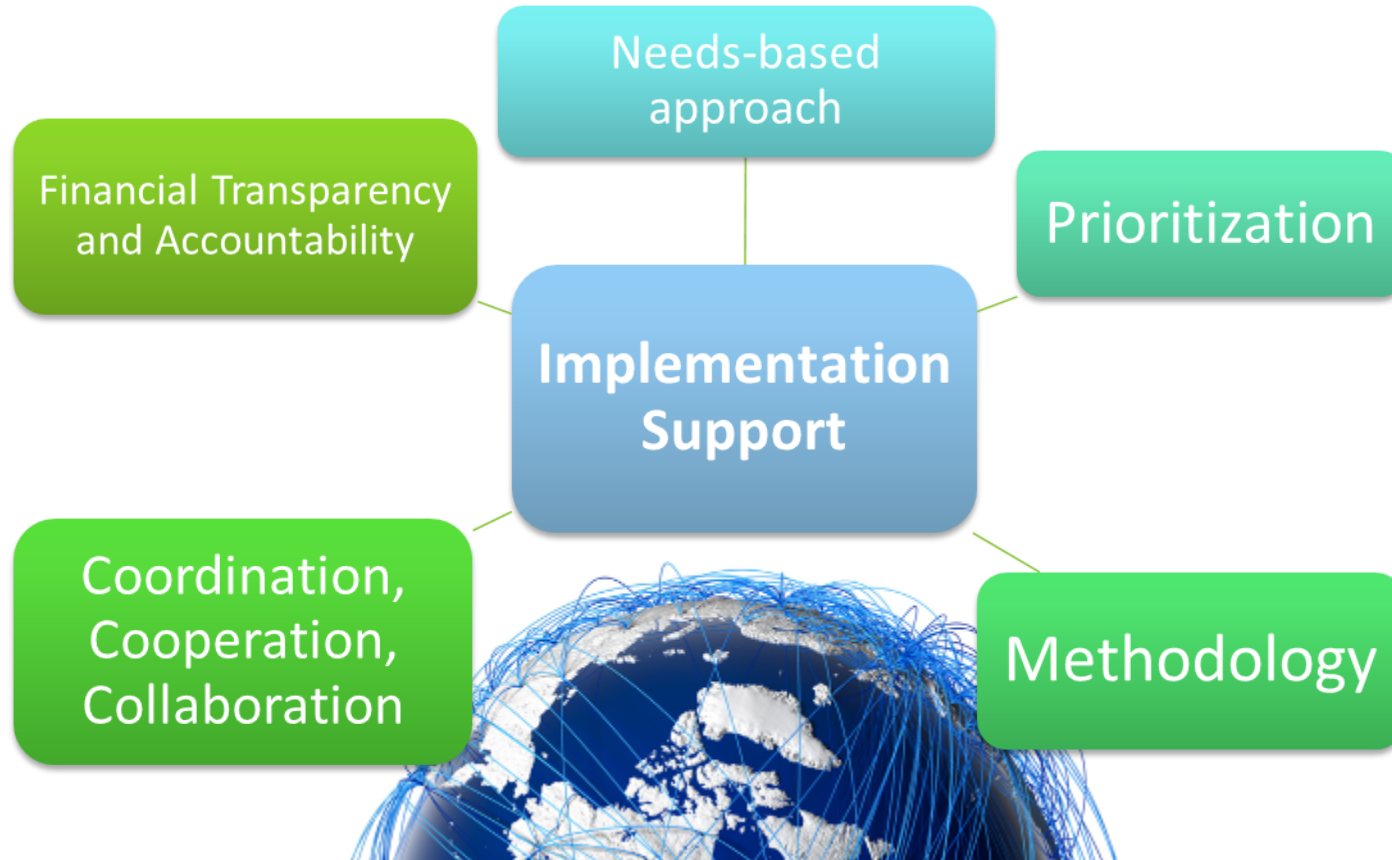 Needs-based
approach
Financial Transparency
and Accountability
Prioritization
Implementation
Support
Coordination,
Cooperation,
Collaboration
Methodology